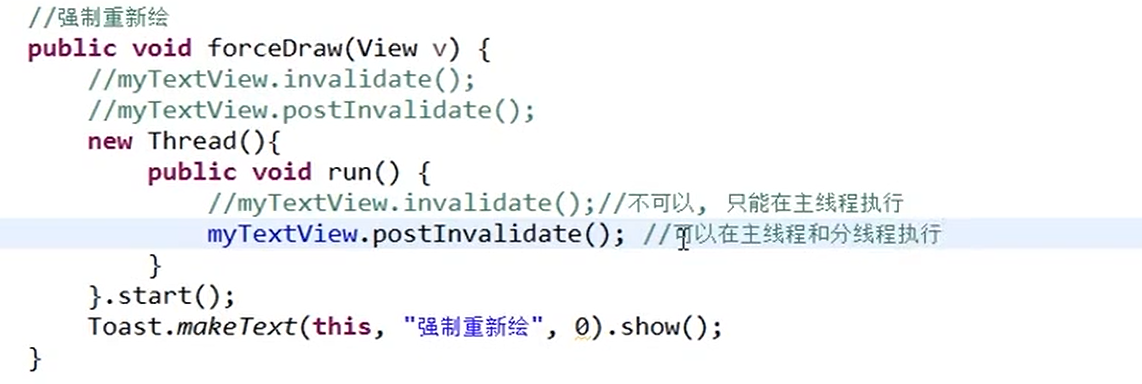 //强制重新绘
public void forceDraw(View v) {
    //myTextView.invalidate();
    //myTextView.postInvalidate();
    new Thread(){
        public void run() {
            //myTextView.invalidate();//不可以, 只能在主线程执行
            myTextView.postInvalidate(); //可以在主线程和分线程执行
        }
    }.start();
    Toast.makeText(this, "强制重新绘", 0).show();
}